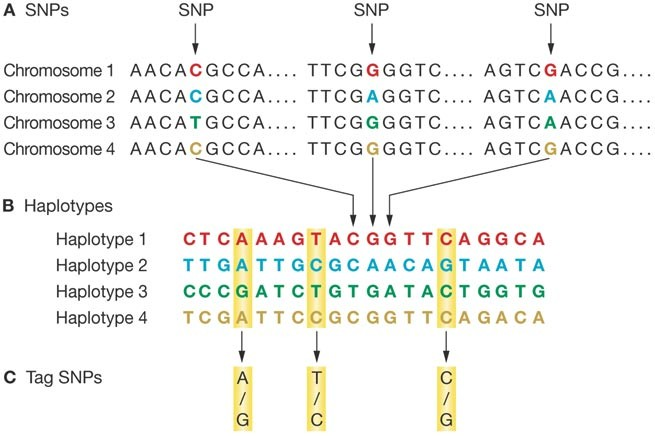 A SNPs SNP SNP SNP
Chromosome 1 AACACGCCA.... TTCGGGGTC.... AGTCGACCG....
Chromosome 2 AACACGCCA.... TTCGGAGGTC.... AGTCAACCG....
Chromosome 3 AACATGCCA.... TTCGGGGTC.... AGTCAACCG....
Chromosome 4 AACACGCCA.... TTCGGGGTC.... AGTCGACCG....
B Haplotypes
Haplotype 1 CTCAAAGTACGGTTCAGGCA
Haplotype 2 TTGATTGCGCAACAGTAATA
Haplotype 3 CCCGATCTGTGATACTGGTG
Haplotype 4 TCGATTCCGCGGTTCAGACA
C Tag SNPs A T C
/ / /
G C G